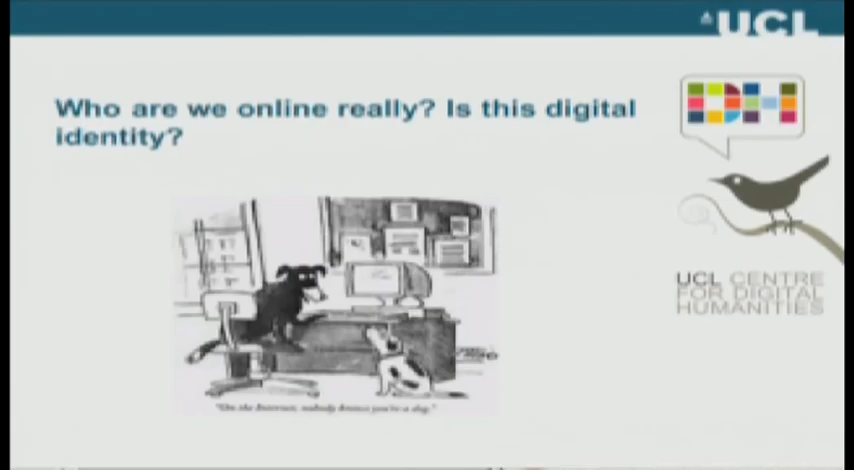 UCL
Who are we online really? Is this digital
identity?
DH
UCL CENTRE
FOR DIGITAL
HUMANITIES
"On the Internet, nobody knows you're a dog."